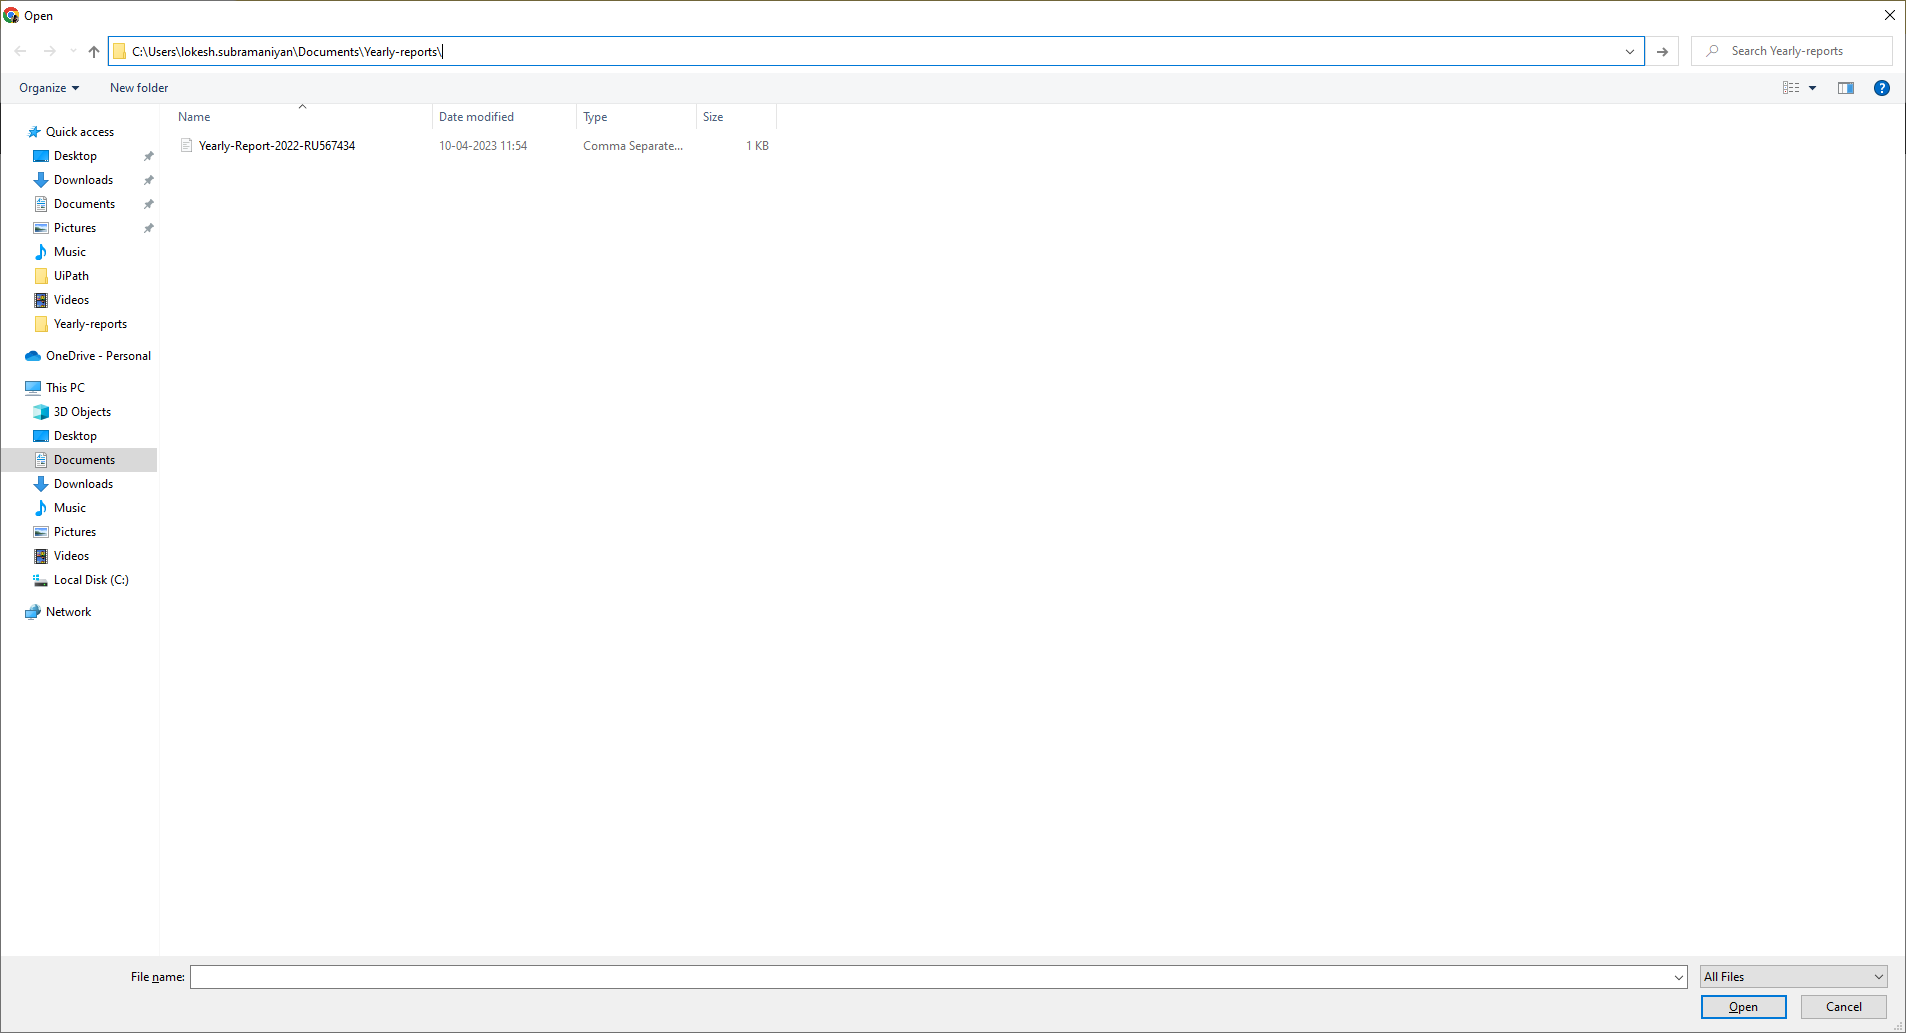 Open
C:\Users\lokesh.subramaniyan\Documents\Yearly-reports\
Search Yearly-reports
Organize
New folder
?
Name
Date modified
Type
Size
Yearly-Report-2022-RU567434
10-04-2023 11:54
Comma Separate...
1 KB
Quick access
Desktop
Downloads
Documents
Pictures
Music
UiPath
Videos
Yearly-reports
OneDrive - Personal
This PC
3D Objects
Desktop
Documents
Downloads
Music
Pictures
Videos
Local Disk (C:)
Network
File name:
All Files
Open
Cancel